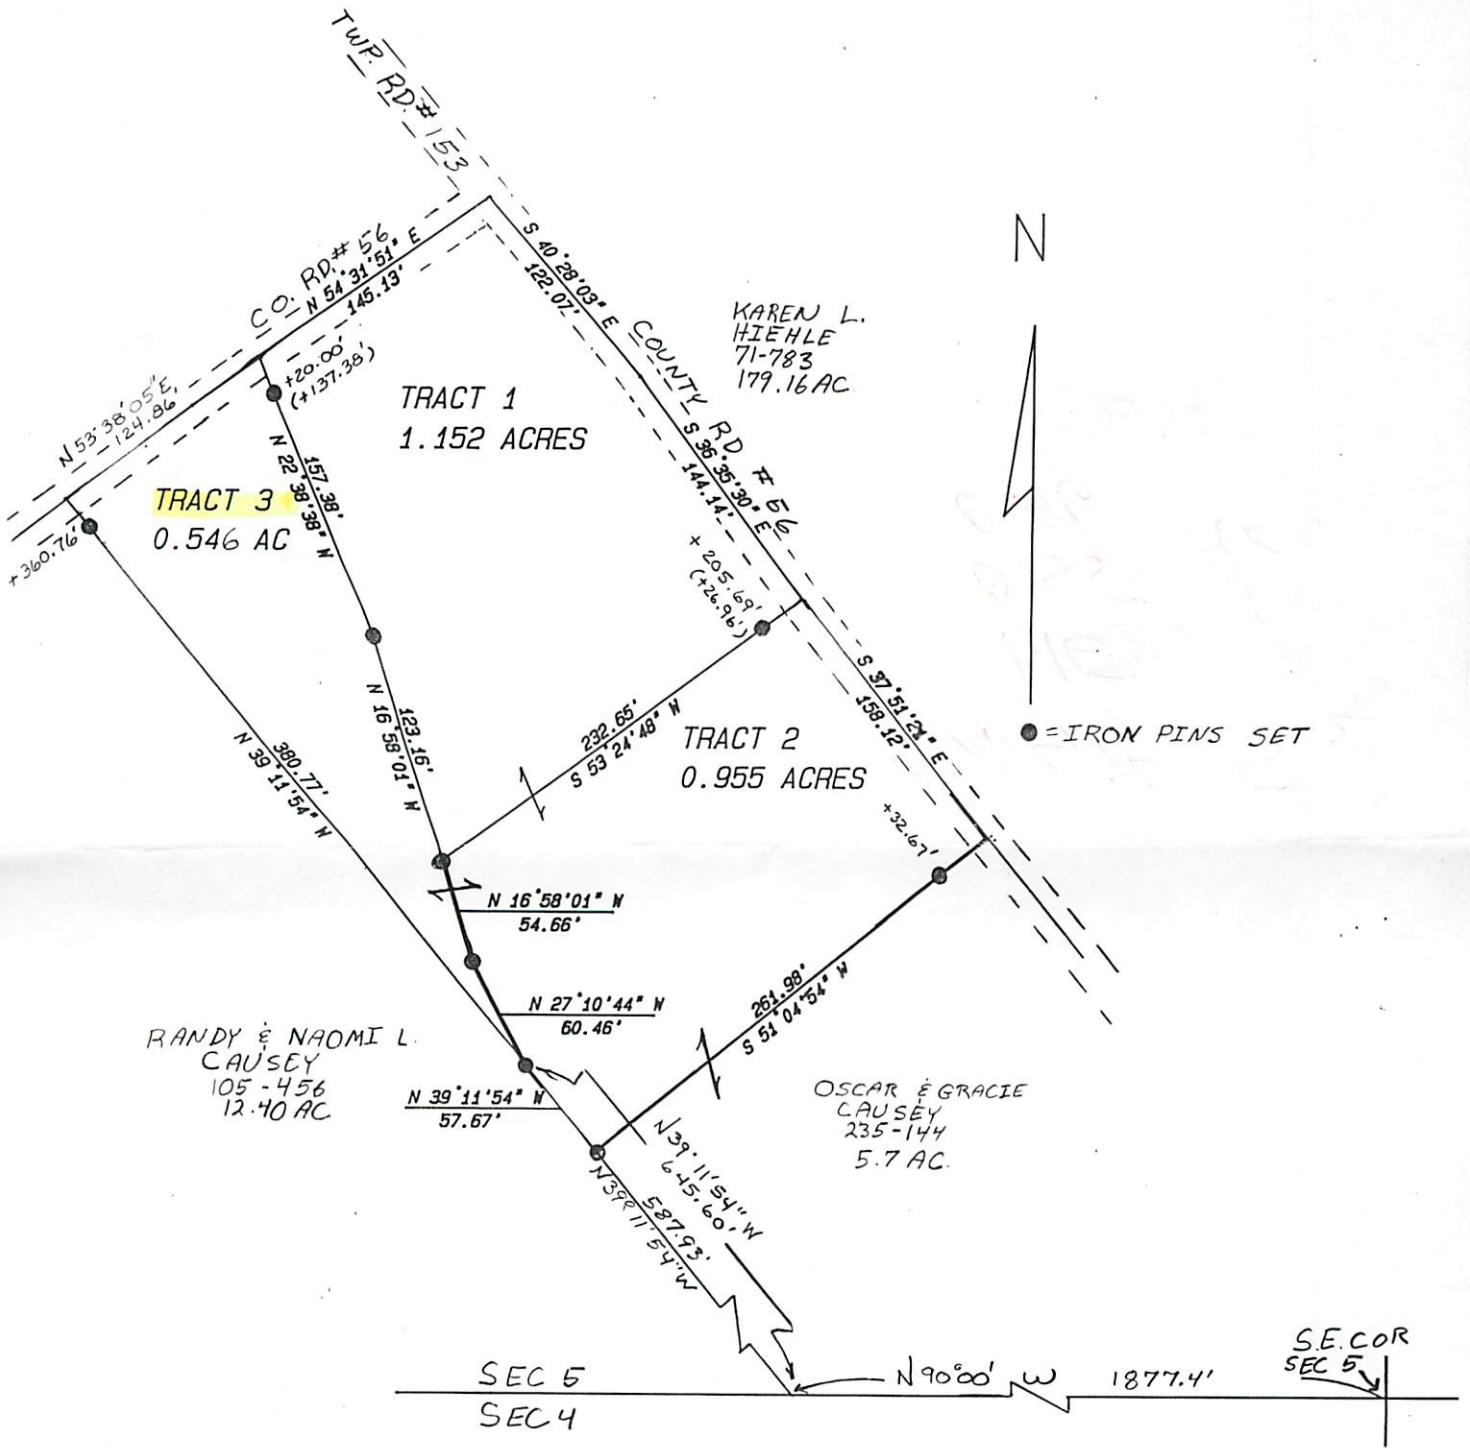 TWP. RD.# 153
CO. RD.# 56
N 54°31'51" E
145.13'
S 40°28'03" E
122.07'
N
KAREN L.
HIEHLE
71-783
179.16 AC
COUNTY RD # 56
S 36°35'30" E
144.14'
N 53°38'05" E
124.86'
+20.00'
(+137.38')
TRACT 1
1.152 ACRES
N 22°38'38" W
157.38'
TRACT 3
0.546 AC
+360.76'
+205.69'
(+26.96')
S 37°51'21" E
158.12'
● = IRON PINS SET
N 16°58'01" W
123.16'
232.65'
S 53°24'48" W
TRACT 2
0.955 ACRES
380.77'
N 39°11'54" W
N 16°58'01" W
54.66'
N 27°10'44" W
60.46'
261.98'
S 51°04'54" W
RANDY & NAOMI L.
CAUSEY
105-456
12.40 AC
N 39°11'54" W
57.67'
OSCAR & GRACIE
CAUSEY
235-144
5.7 AC.
N 39°11'54" W
645.60'
587.93'
N 39°11'54" W
SEC 5
SEC 4
N 90°00' W 1877.4'
S.E. COR
SEC 5